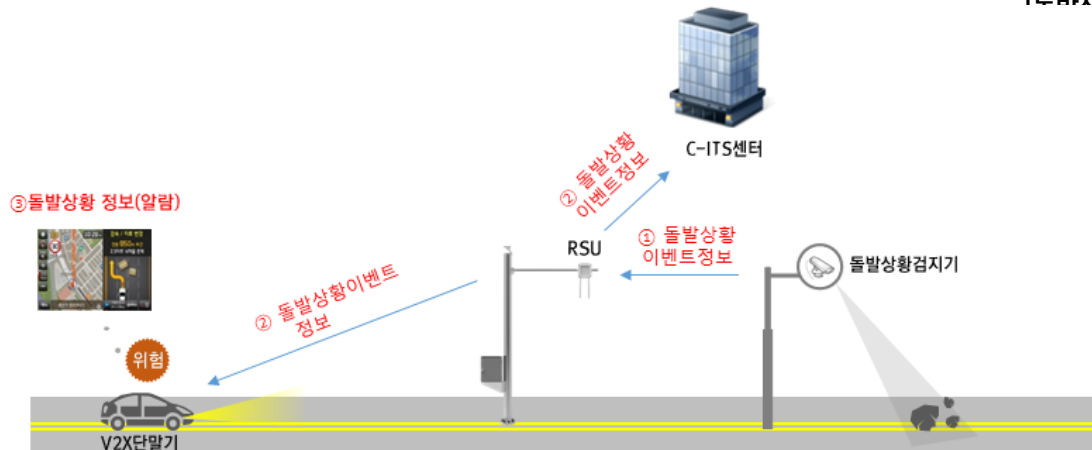 C-ITS센터
② 돌발상황
이벤트정보
③돌발상황 정보(알람)
RSU
① 돌발상황
이벤트정보
돌발상황검지기
② 돌발상황이벤트
정보
위험
V2X단말기